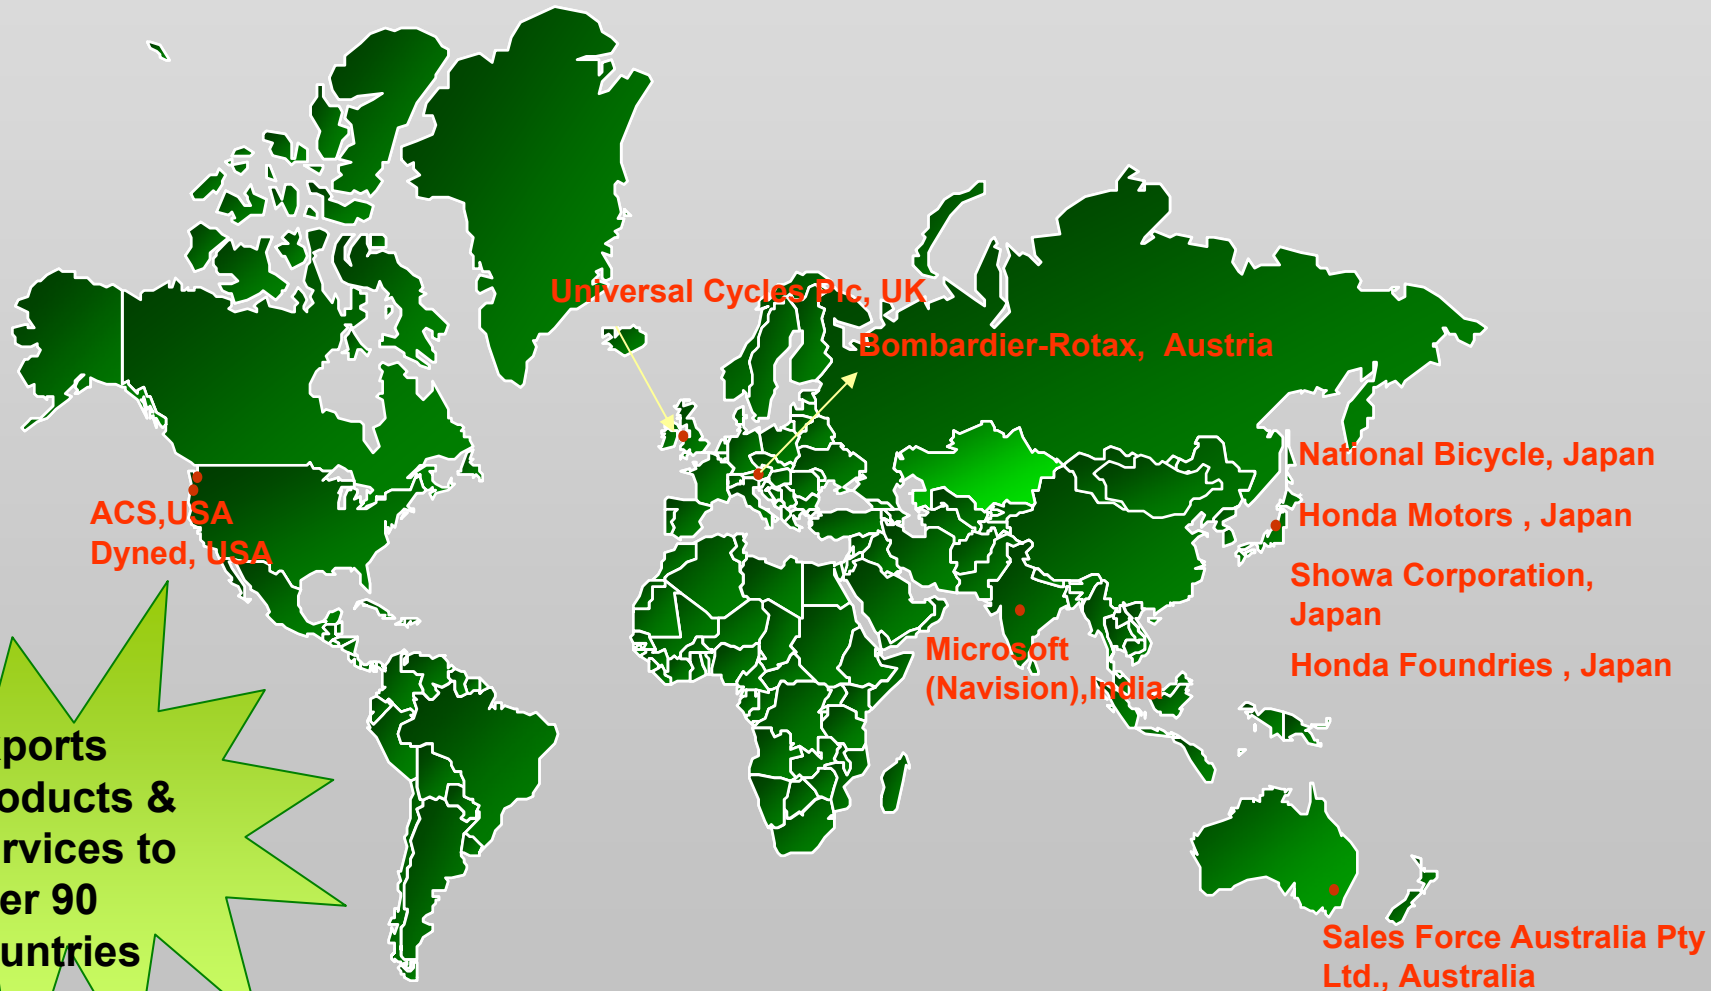 Universal Cycles Plc, UK
Bombardier-Rotax, Austria
National Bicycle, Japan
ACS,USA
Honda Motors , Japan
Dyned, USA
Showa Corporation,
Japan
Microsoft
(Navision),India
Honda Foundries , Japan
ports
oducts &
rvices to
er 90
untries
Sales Force Australia Pty
Ltd., Australia